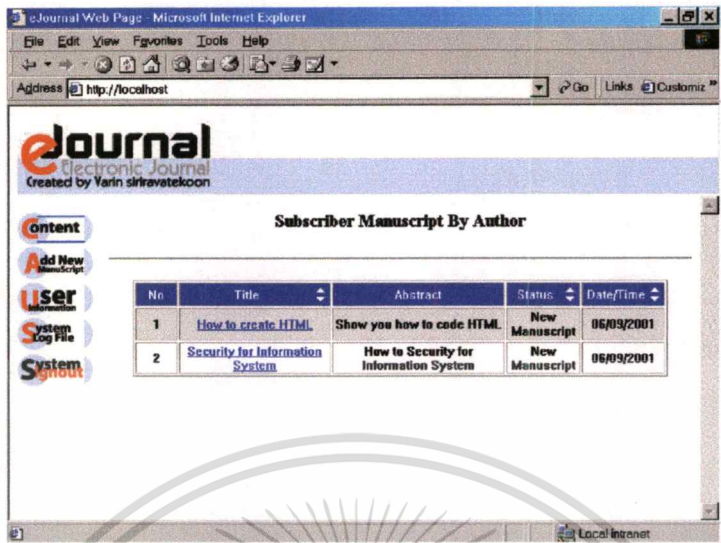 eJournal Web Page - Microsoft Internet Explorer
File Edit View Favorites Tools Help
Address http://localhost Go Links Customiz »
eJournal
Electronic Journal
Created by Varin siriravatekoon
Subscriber Manuscript By Author
Content
Add New
ManuScript
User
Information
System
Log File
System
Signout
No Title Abstract Status Date/Time
1 How to create HTML Show you how to code HTML New Manuscript 06/09/2001
2 Security for Information System How to Security for Information System New Manuscript 06/09/2001
Local intranet